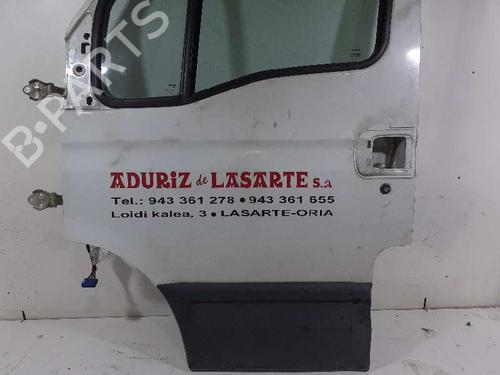 B-PARTS
ADURIZ de LASARTE S.A
Tel.: 943 361 278 • 943 361 655
Loidi kalea, 3 • LASARTE-ORIA